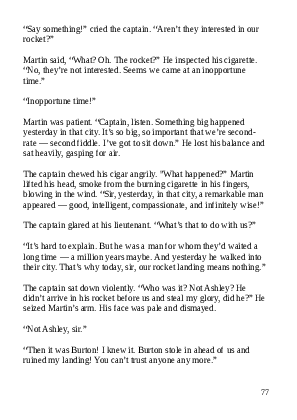 “Say something!” cried the captain. “Aren’t they interested in our
rocket?”
Martin said, “What? Oh. The rocket?” He inspected his cigarette.
“No, they’re not interested. Seems we came at an inopportune
time.”
“Inopportune time!”
Martin was patient. “Captain, listen. Something big happened
yesterday in that city. It’s so big, so important that we’re second-
rate — second fiddle. I’ve got to sit down.” He lost his balance and
sat heavily, gasping for air.
The captain chewed his cigar angrily. “What happened?” Martin
lifted his head, smoke from the burning cigarette in his fingers,
blowing in the wind. “Sir, yesterday, in that city, a remarkable man
appeared — good, intelligent, compassionate, and infinitely wise!”
The captain glared at his lieutenant. “What’s that to do with us?”
“It’s hard to explain. But he was a man for whom they’d waited a
long time — a million years maybe. And yesterday he walked into
their city. That’s why today, sir, our rocket landing means nothing.”
The captain sat down violently. “Who was it? Not Ashley? He
didn’t arrive in his rocket before us and steal my glory, did he?” He
seized Martin’s arm. His face was pale and dismayed.
“Not Ashley, sir.”
“Then it was Burton! I knew it. Burton stole in ahead of us and
ruined my landing! You can’t trust anyone any more.”
77